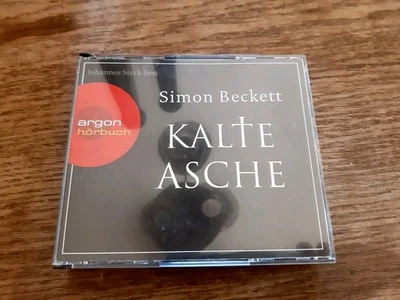 Johannes Steck liest
Simon Beckett
argon
hörbuch
KALTE
ASCHE